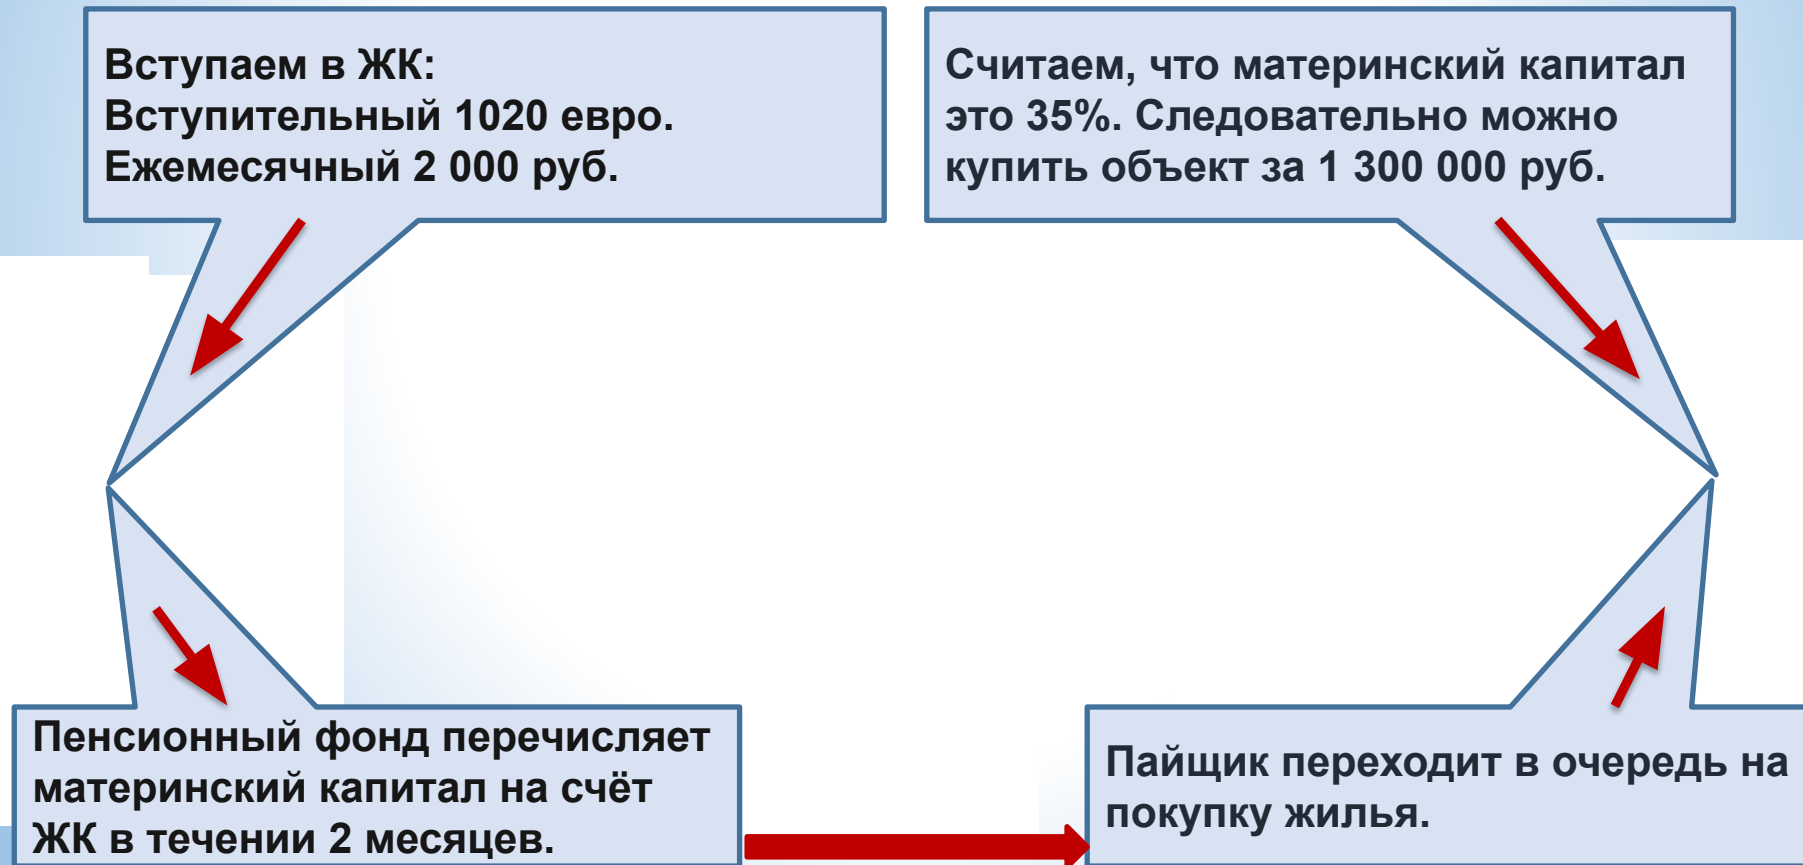 Вступаем в ЖК:
Вступительный 1020 евро.
Ежемесячный 2 000 руб.
Считаем, что материнский капитал
это 35%. Следовательно можно
купить объект за 1 300 000 руб.
Пенсионный фонд перечисляет
материнский капитал на счёт
ЖК в течении 2 месяцев.
Пайщик переходит в очередь на
покупку жилья.